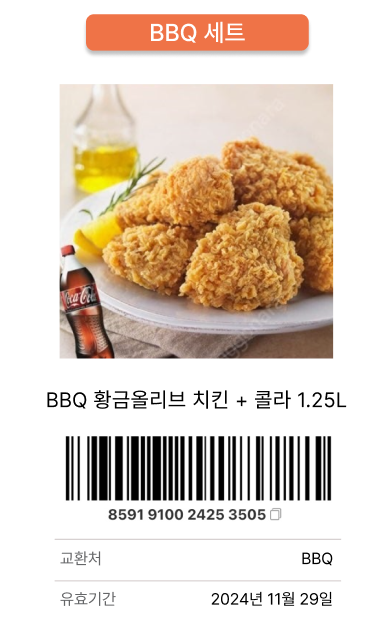 BBQ 세트
Coca-Cola
BBQ 황금올리브 치킨 + 콜라 1.25L
8591 9100 2425 3505
교환처 BBQ
유효기간 2024년 11월 29일